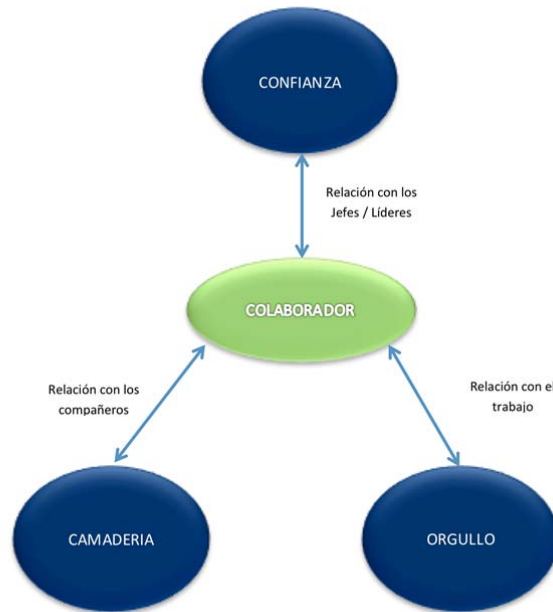 CONFIANZA
Relación con los
Jefes / Líderes
COLABORADOR
Relación con los
compañeros
Relación con el
trabajo
CAMADERIA
ORGULLO